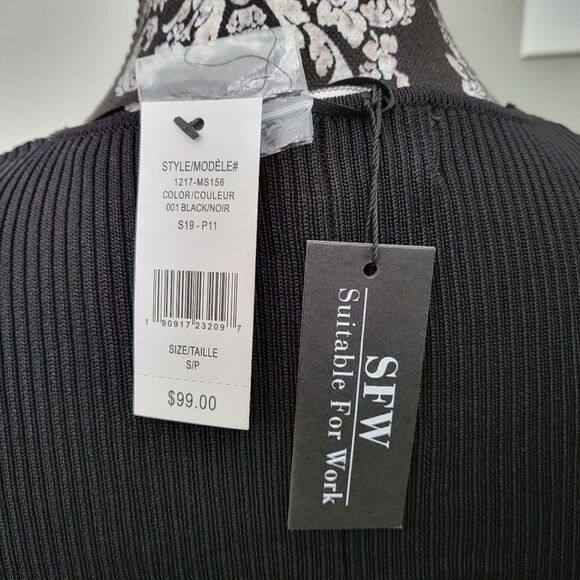 STYLE/MODÈLE#
1217-MS156
COLOR/COULEUR
001 BLACK/NOIR
S19 - P11
1 90917 23209 7
SIZE/TAILLE
S/P
$99.00
SFW
Suitable For Work